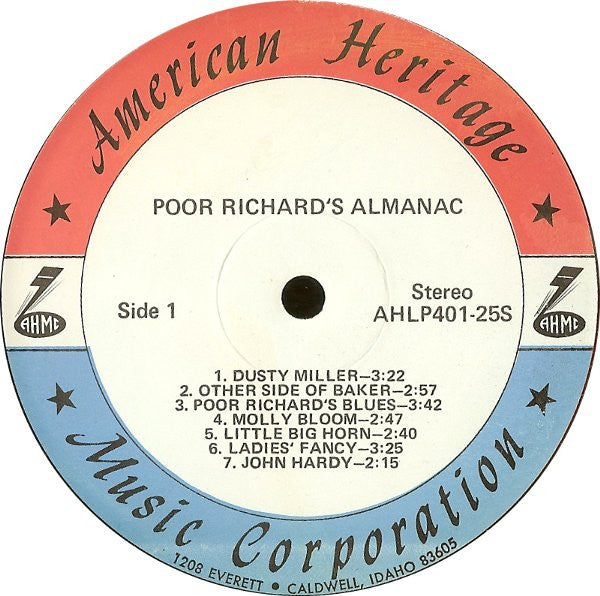 American Heritage
POOR RICHARD'S ALMANAC
AHMC
AHMC
Side 1
Stereo
AHLP401-25S
1. DUSTY MILLER–3:22
2. OTHER SIDE OF BAKER–2:57
3. POOR RICHARD'S BLUES–3:42
4. MOLLY BLOOM–2:47
5. LITTLE BIG HORN–2:40
6. LADIES' FANCY–3:25
7. JOHN HARDY–2:15
Music Corporation
1208 EVERETT • CALDWELL, IDAHO 83605